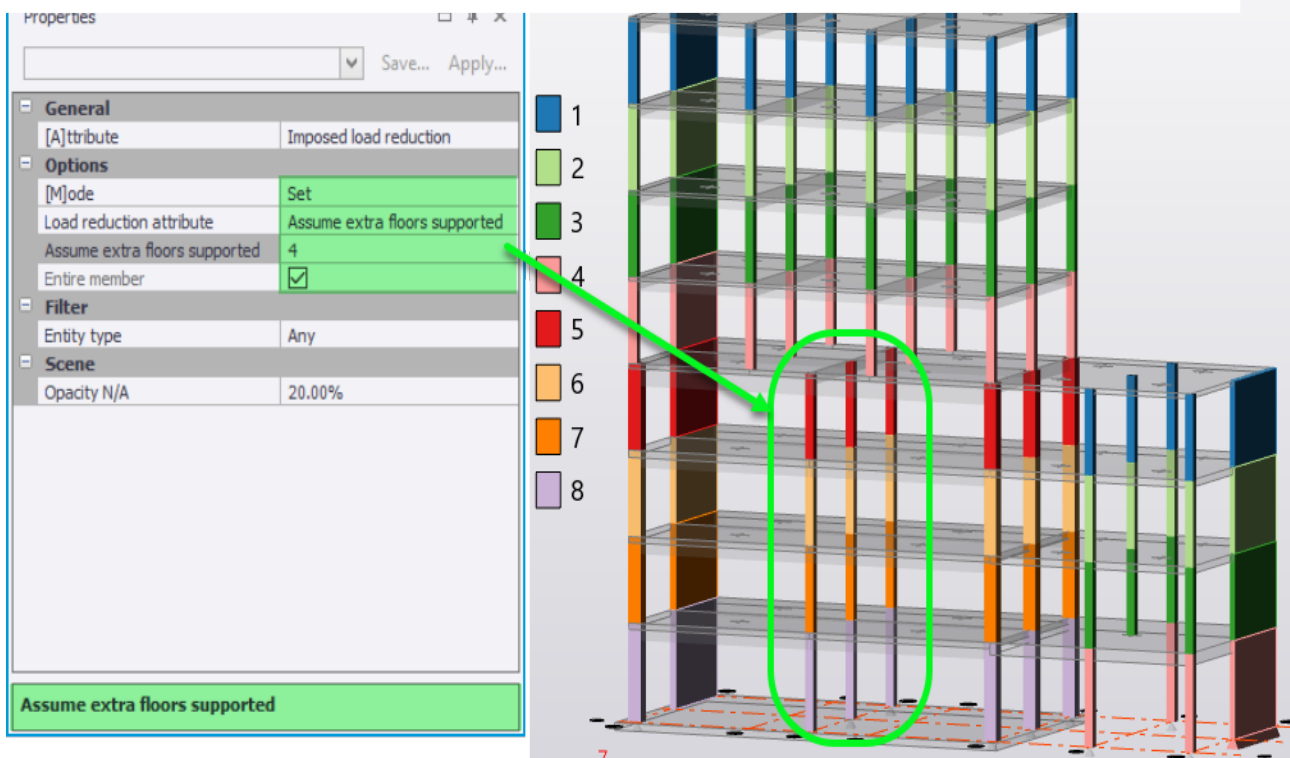 Properties
Save... Apply...
General
[A]ttribute Imposed load reduction
Options
[M]ode Set
Load reduction attribute Assume extra floors supported
Assume extra floors supported 4
Entire member
Filter
Entity type Any
Scene
Opacity N/A 20.00%
Assume extra floors supported
1
2
3
4
5
6
7
8
7